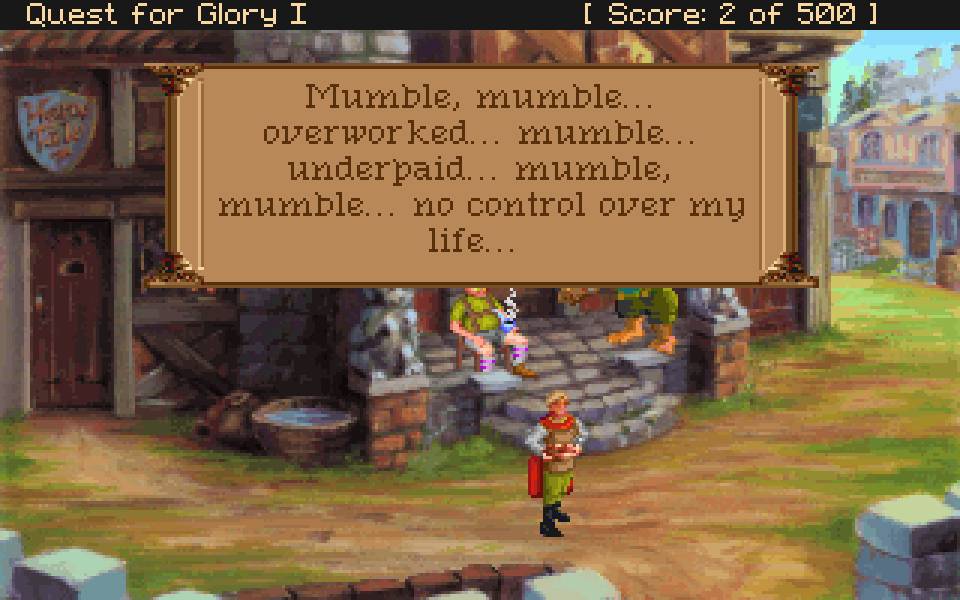 Quest for Glory I [ Score: 2 of 500 ]
Mumble, mumble...
overworked... mumble...
underpaid... mumble,
mumble... no control over my
life...
Hero's
Tale